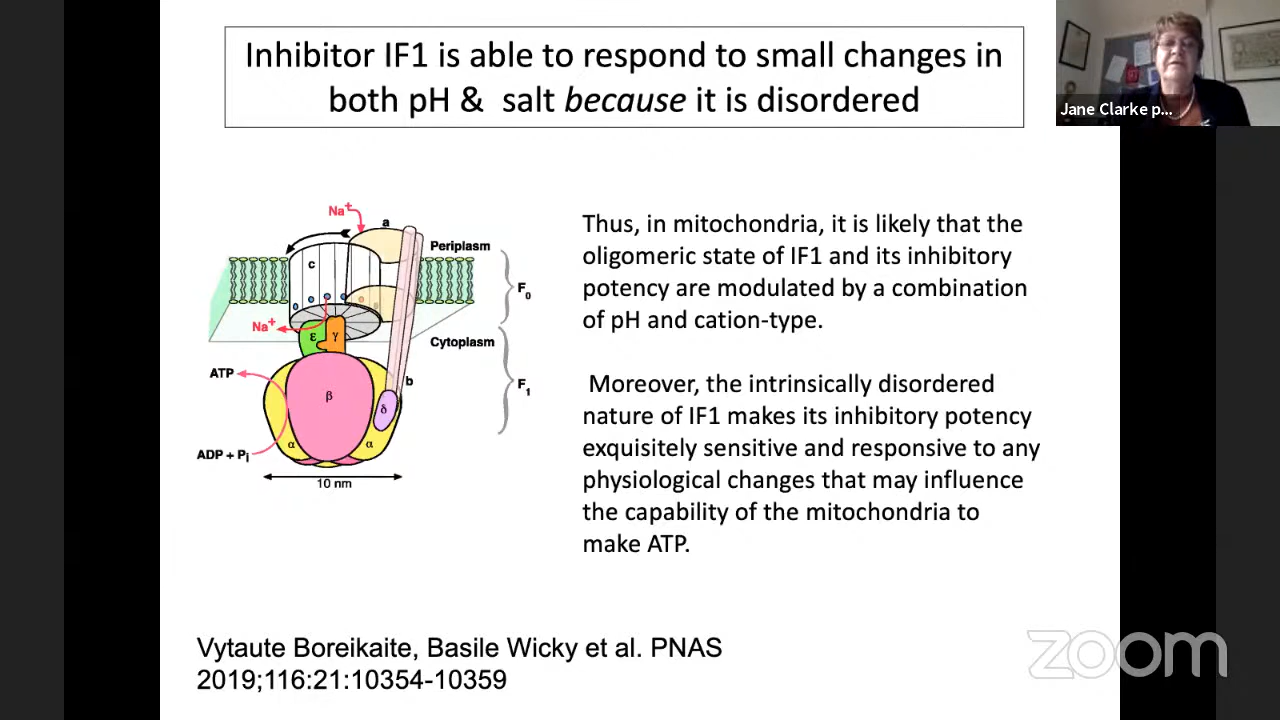 Inhibitor IF1 is able to respond to small changes in
both pH & salt because it is disordered
Jane Clarke p...
Na+
a
Periplasm
c
F0
Na+
ε
γ
Cytoplasm
ATP
b
F1
β
δ
α
α
ADP + Pi
10 nm
Thus, in mitochondria, it is likely that the
oligomeric state of IF1 and its inhibitory
potency are modulated by a combination
of pH and cation-type.
Moreover, the intrinsically disordered
nature of IF1 makes its inhibitory potency
exquisitely sensitive and responsive to any
physiological changes that may influence
the capability of the mitochondria to
make ATP.
Vytaute Boreikaite, Basile Wicky et al. PNAS
2019;116:21:10354-10359
zoom